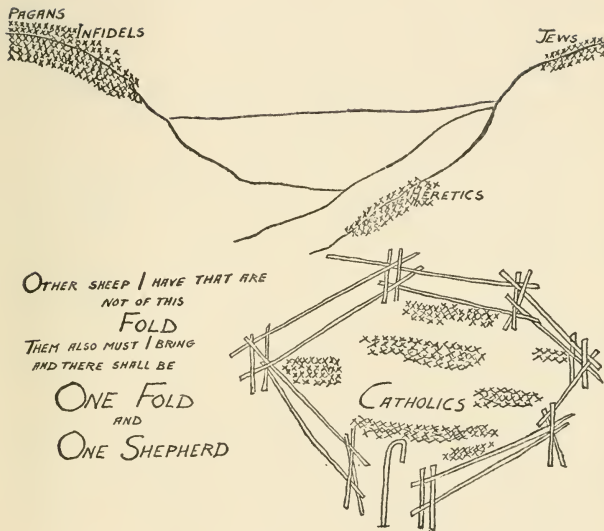 PAGANS
INFIDELS
JEWS
HERETICS
OTHER SHEEP I HAVE THAT ARE
NOT OF THIS
FOLD
THEM ALSO MUST I BRING
AND THERE SHALL BE
ONE FOLD
AND
ONE SHEPHERD
CATHOLICS